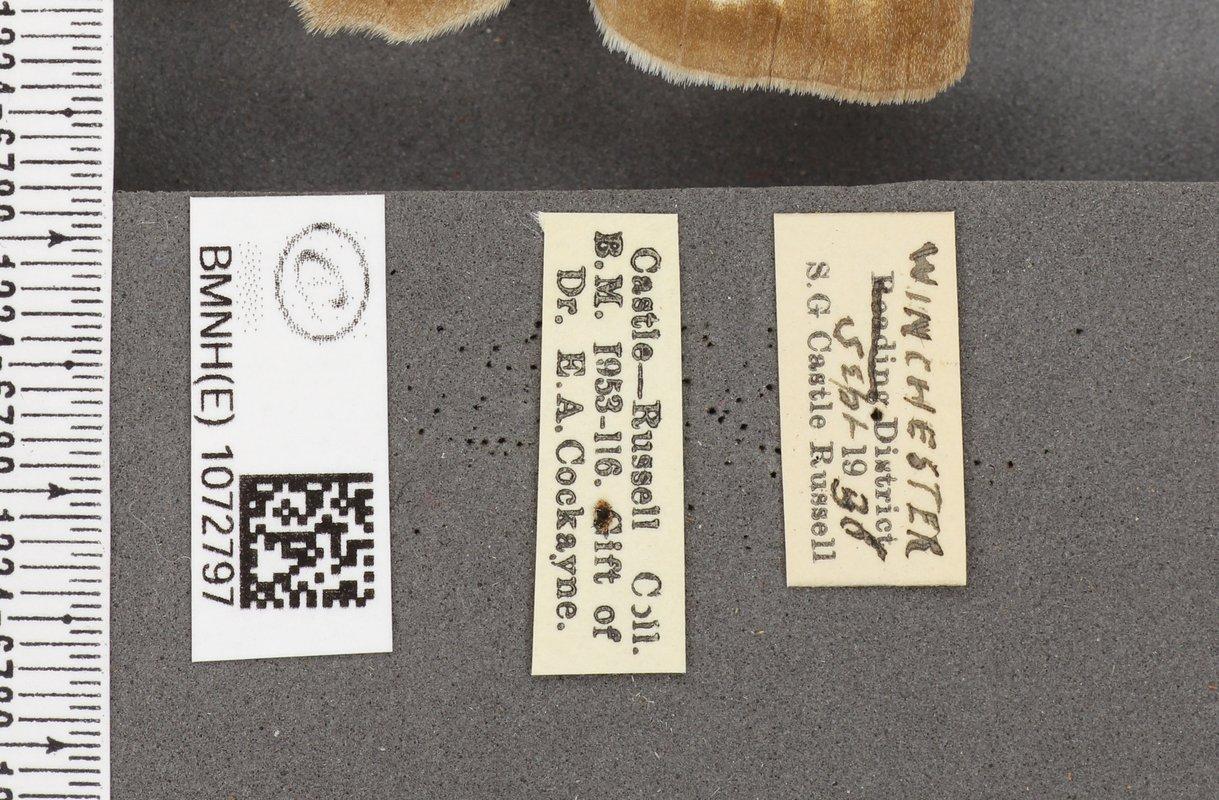 BMNH(E) 1072797
Castle-Russell Coll.
B.M. 1953-116. Gift of
Dr. E.A.Cockayne.
WINCHESTER
Reading District
Sept 1938
S.G Castle Russell